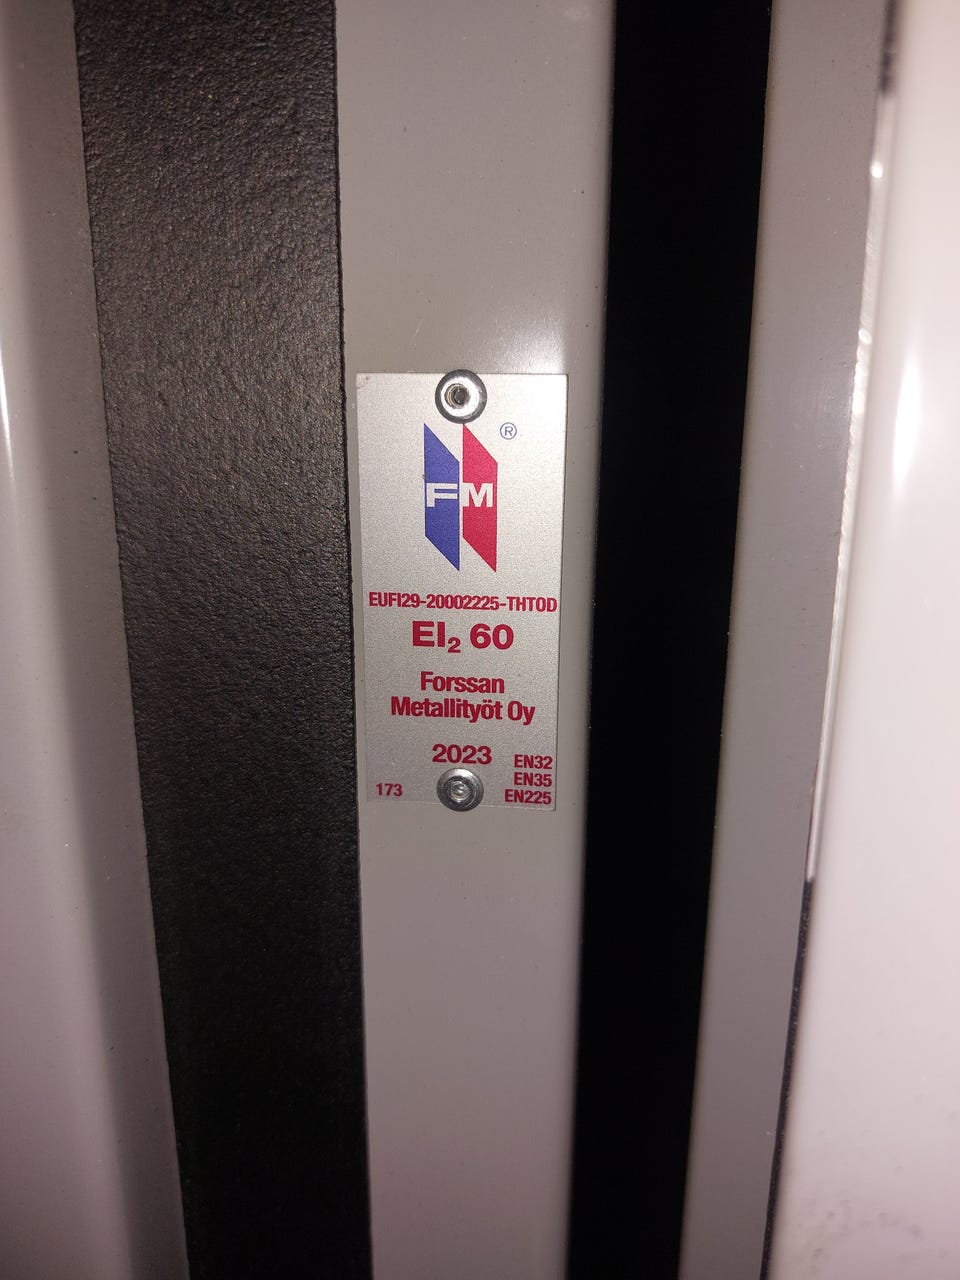 ®
FM
EUFI29-20002225-THTOD
EI₂ 60
Forssan
Metallityöt Oy
2023
EN32
EN35
173
EN225